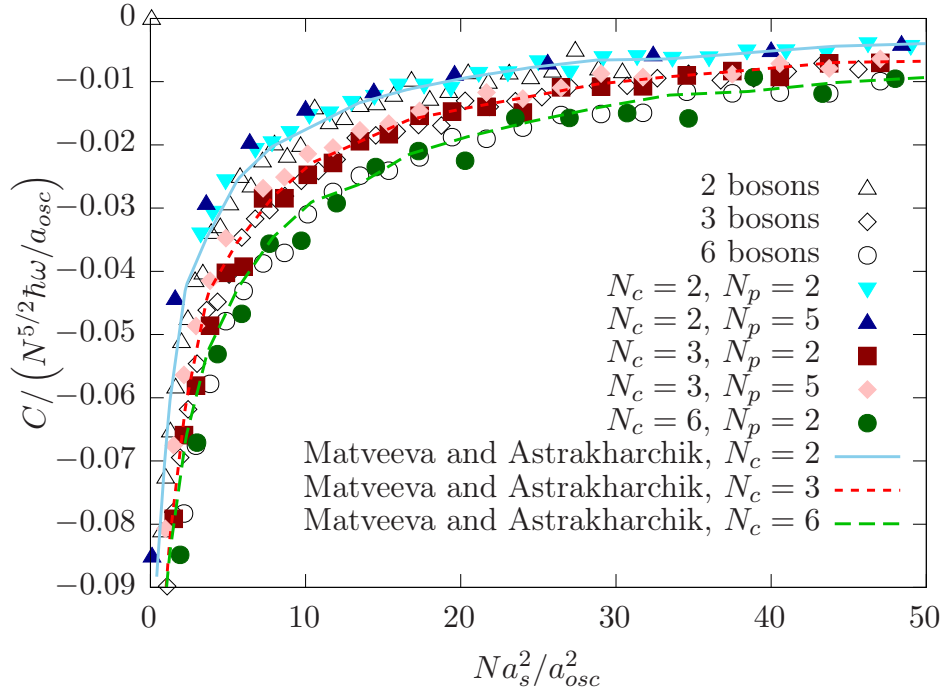 0
−0.01
−0.02
−0.03
−0.04
−0.05
−0.06
−0.07
−0.08
−0.09
C/(N^{5/2}ħω/a_{osc})
2 bosons
3 bosons
6 bosons
N_c = 2, N_p = 2
N_c = 2, N_p = 5
N_c = 3, N_p = 2
N_c = 3, N_p = 5
N_c = 6, N_p = 2
Matveeva and Astrakharchik, N_c = 2
Matveeva and Astrakharchik, N_c = 3
Matveeva and Astrakharchik, N_c = 6
0 10 20 30 40 50
Na_s^2/a_{osc}^2